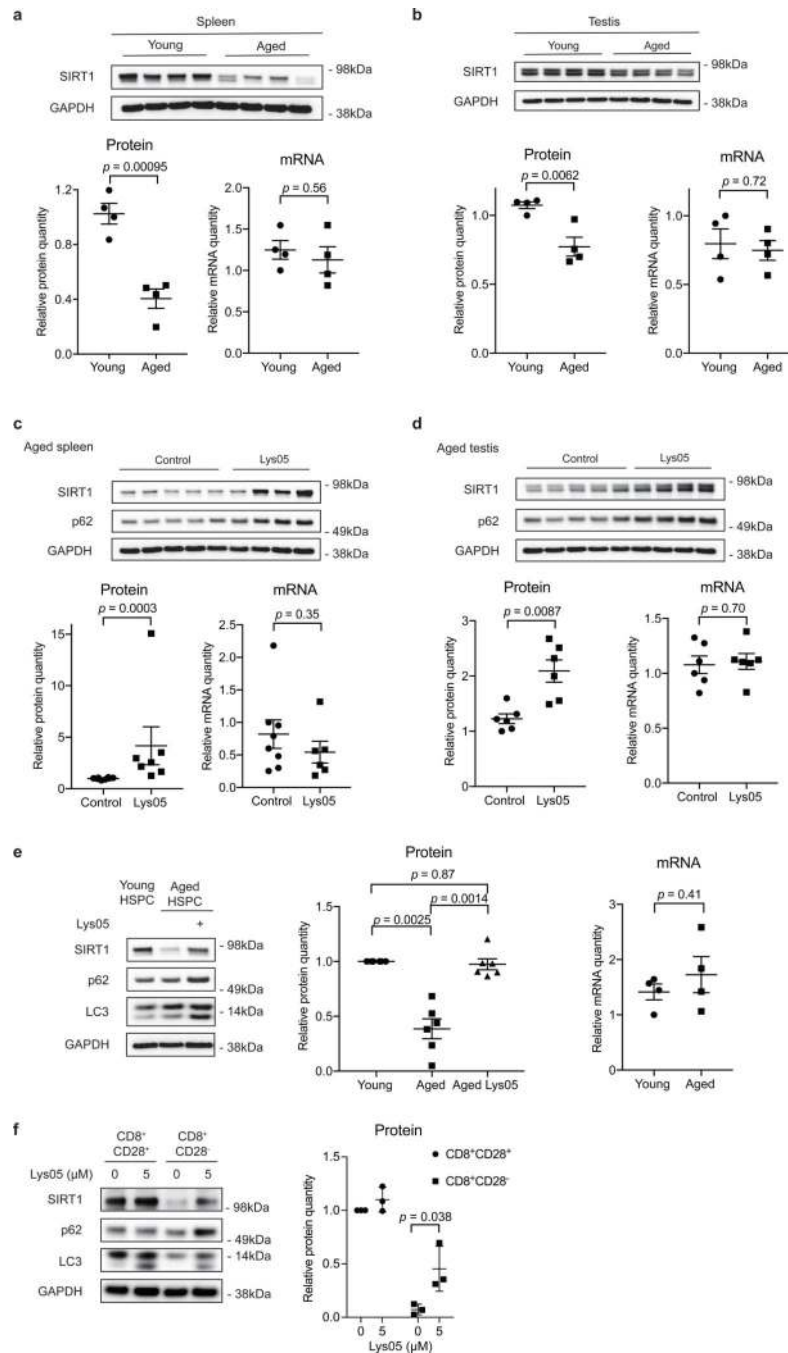 a
Spleen
Young Aged
SIRT1 - 98kDa
GAPDH - 38kDa
Protein
p = 0.00095
Relative protein quantity
1.2
0.8
0.4
0.0
Young Aged
mRNA
p = 0.56
Relative mRNA quantity
2.0
1.5
1.0
0.5
0.0
Young Aged
b
Testis
Young Aged
SIRT1 - 98kDa
GAPDH - 38kDa
Protein
p = 0.0062
Relative protein quantity
1.0
0.5
0.0
Young Aged
mRNA
p = 0.72
Relative mRNA quantity
1.5
1.0
0.5
0.0
Young Aged
c
Aged spleen
Control Lys05
SIRT1 - 98kDa
p62 - 49kDa
GAPDH - 38kDa
Protein
p = 0.0003
Relative protein quantity
15
10
5
0
Control Lys05
mRNA
p = 0.35
Relative mRNA quantity
2.5
2.0
1.5
1.0
0.5
0.0
Control Lys05
d
Aged testis
Control Lys05
SIRT1 - 98kDa
p62 - 49kDa
GAPDH - 38kDa
Protein
p = 0.0087
Relative protein quantity
3
2
1
0
Control Lys05
mRNA
p = 0.70
Relative mRNA quantity
1.5
1.0
0.5
0.0
Control Lys05
e
Young HSPC Aged HSPC
Lys05 +
SIRT1 - 98kDa
p62 - 49kDa
LC3 - 14kDa
GAPDH - 38kDa
Protein
p = 0.87
p = 0.0014
p = 0.0025
Relative protein quantity
1.5
1.0
0.5
0.0
Young Aged Aged Lys05
mRNA
p = 0.41
Relative mRNA quantity
3
2
1
0
Young Aged
f
CD8+ CD28+ CD8+ CD28-
Lys05 (μM) 0 5 0 5
SIRT1 - 98kDa
p62 - 49kDa
LC3 - 14kDa
GAPDH - 38kDa
Protein
CD8+CD28+
CD8+CD28-
p = 0.038
Relative protein quantity
1.5
1.0
0.5
0.0
0 5 0 5
Lys05 (μM)